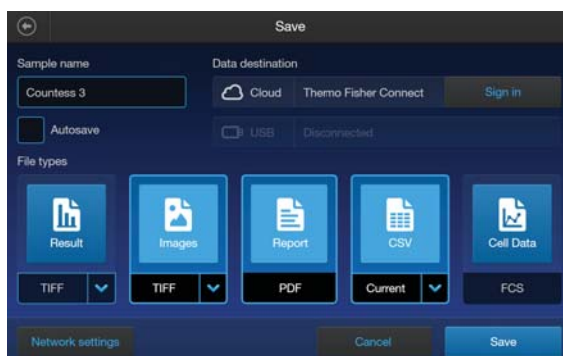 Save
Sample name
Data destination
Countess 3
Cloud
Thermo Fisher Connect
Sign in
Autosave
USB
Disconnected
File types
Result
Images
Report
CSV
Cell Data
TIFF
TIFF
PDF
Current
FCS
Network settings
Cancel
Save